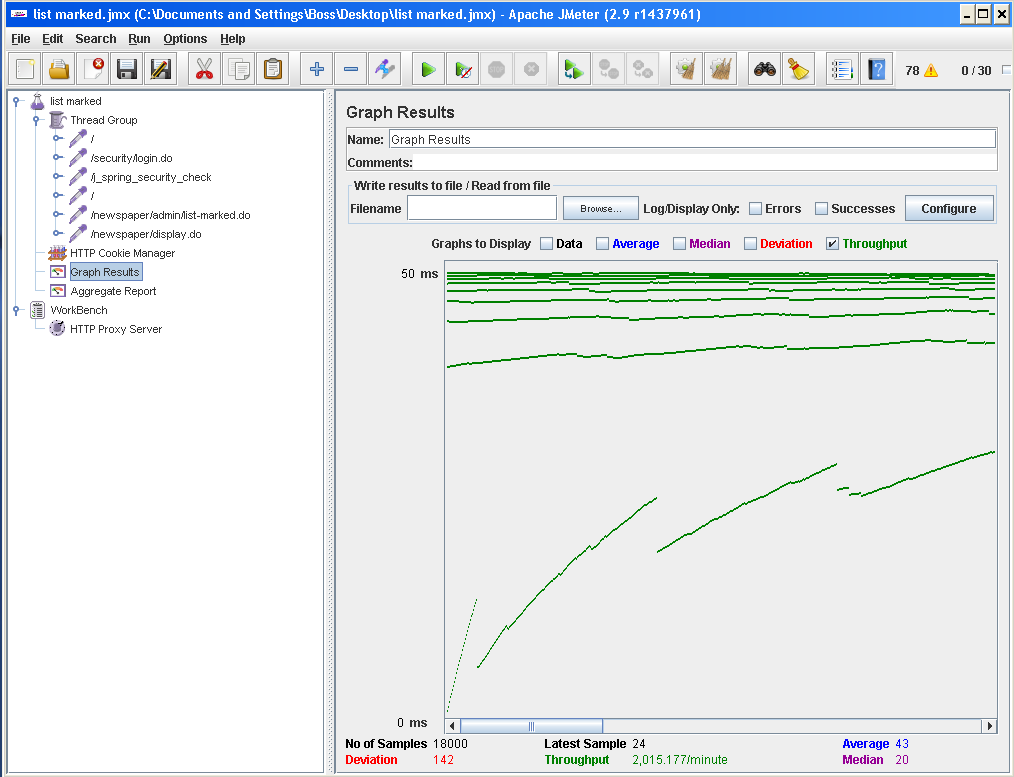 list marked.jmx (C:\Documents and Settings\Boss\Desktop\list marked.jmx) - Apache JMeter (2.9 r1437961)
File Edit Search Run Options Help
78 0 / 30
list marked
Thread Group
/
/security/login.do
/j_spring_security_check
/
/newspaper/admin/list-marked.do
/newspaper/display.do
HTTP Cookie Manager
Graph Results
Aggregate Report
WorkBench
HTTP Proxy Server
Graph Results
Name: Graph Results
Comments:
Write results to file / Read from file
Filename Browse... Log/Display Only: Errors Successes Configure
Graphs to Display Data Average Median Deviation Throughput
50 ms
0 ms
No of Samples 18000 Latest Sample 24 Average 43
Deviation 142 Throughput 2,015.177/minute Median 20